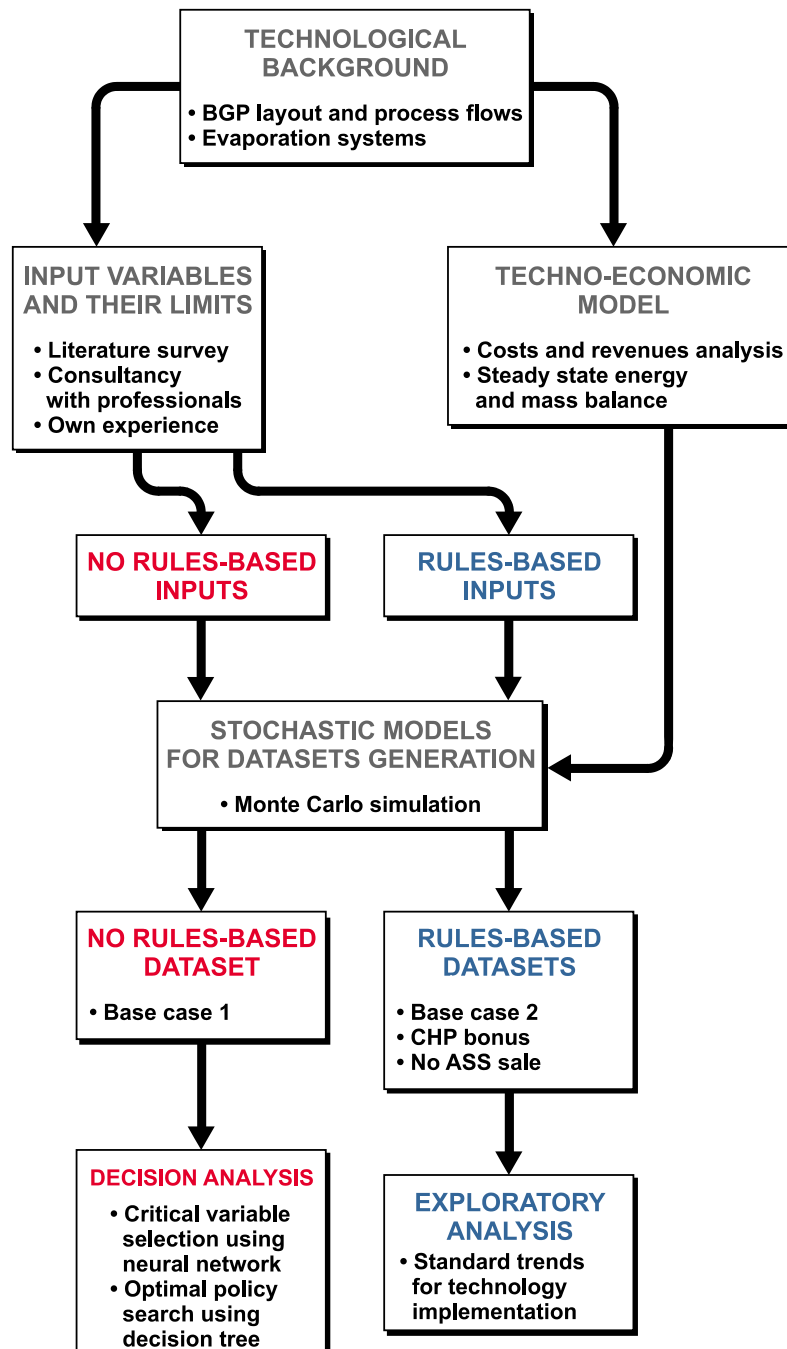 TECHNOLOGICAL
BACKGROUND
• BGP layout and process flows
• Evaporation systems
INPUT VARIABLES
AND THEIR LIMITS
• Literature survey
• Consultancy
with professionals
• Own experience
TECHNO-ECONOMIC
MODEL
• Costs and revenues analysis
• Steady state energy
and mass balance
NO RULES-BASED
INPUTS
RULES-BASED
INPUTS
STOCHASTIC MODELS
FOR DATASETS GENERATION
• Monte Carlo simulation
NO RULES-BASED
DATASET
• Base case 1
RULES-BASED
DATASETS
• Base case 2
• CHP bonus
• No ASS sale
DECISION ANALYSIS
• Critical variable
selection using
neural network
• Optimal policy
search using
decision tree
EXPLORATORY
ANALYSIS
• Standard trends
for technology
implementation